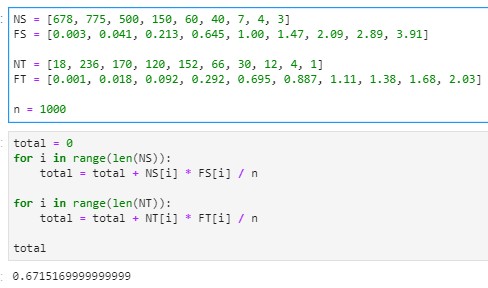 NS = [678, 775, 500, 150, 60, 40, 7, 4, 3]
FS = [0.003, 0.041, 0.213, 0.645, 1.00, 1.47, 2.09, 2.89, 3.91]
NT = [18, 236, 170, 120, 152, 66, 30, 12, 4, 1]
FT = [0.001, 0.018, 0.092, 0.292, 0.695, 0.887, 1.11, 1.38, 1.68, 2.03]
n = 1000
total = 0
for i in range(len(NS)):
    total = total + NS[i] * FS[i] / n
for i in range(len(NT)):
    total = total + NT[i] * FT[i] / n
total
0.6715169999999999